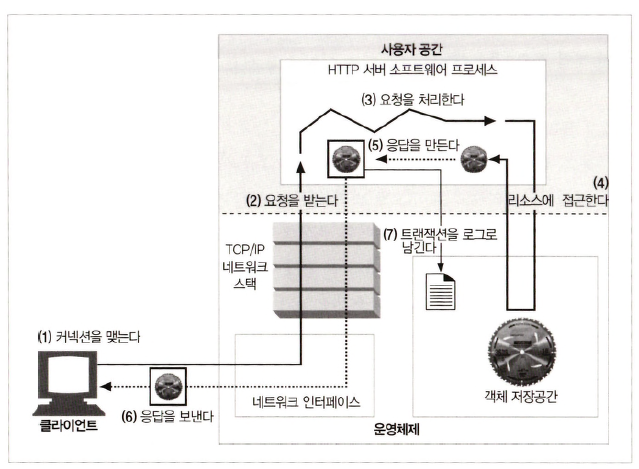 사용자 공간
HTTP 서버 소프트웨어 프로세스
(3) 요청을 처리한다
(5) 응답을 만든다
(4)
리소스에 접근한다
(2) 요청을 받는다
(7) 트랜잭션을 로그로
남긴다
TCP/IP
네트워크
스택
(1) 커넥션을 맺는다
(6) 응답을 보낸다
클라이언트
네트워크 인터페이스
객체 저장공간
운영체제